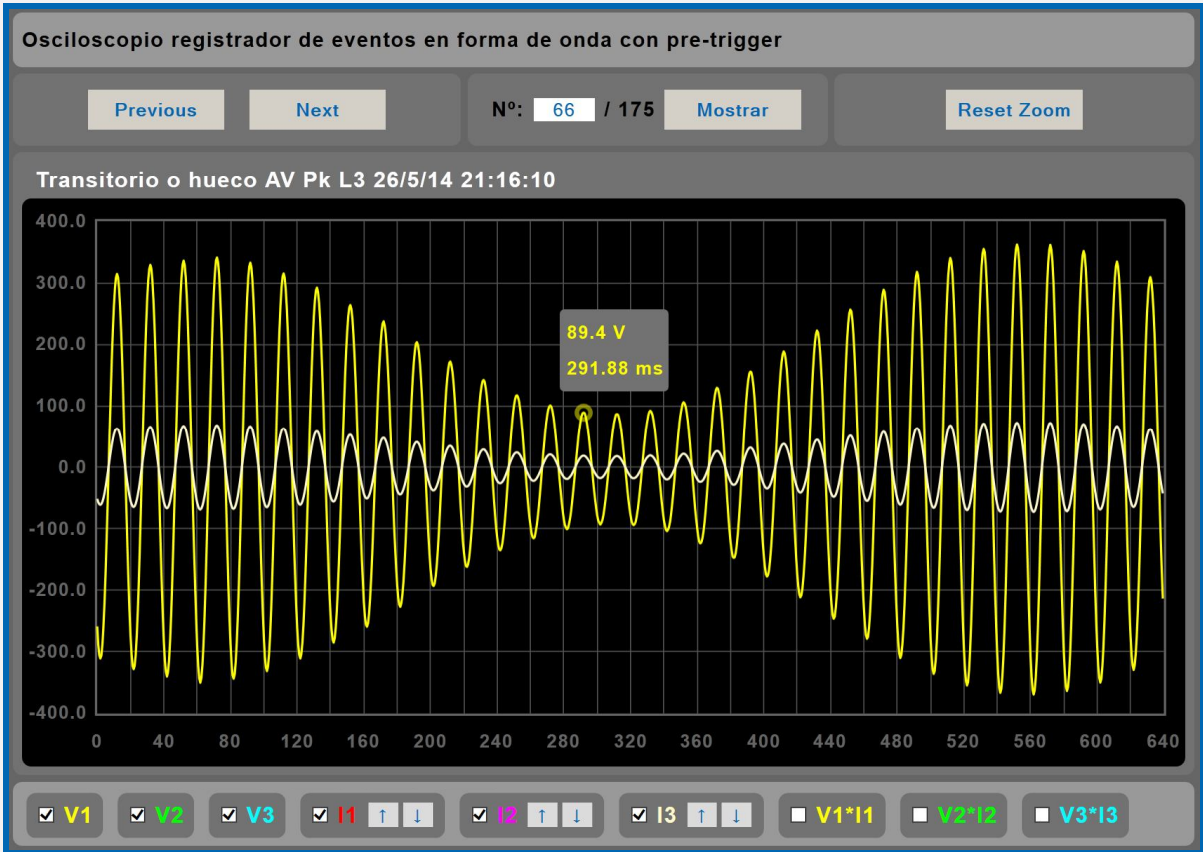 Osciloscopio registrador de eventos en forma de onda con pre-trigger
Previous Next Nº: 66 / 175 Mostrar Reset Zoom
Transitorio o hueco AV Pk L3 26/5/14 21:16:10
400.0
300.0
200.0
100.0
0.0
-100.0
-200.0
-300.0
-400.0
89.4 V
291.88 ms
0 40 80 120 160 200 240 280 320 360 400 440 480 520 560 600 640
V1 V2 V3 I1 ↑ ↓ I2 ↑ ↓ I3 ↑ ↓ V1*I1 V2*I2 V3*I3